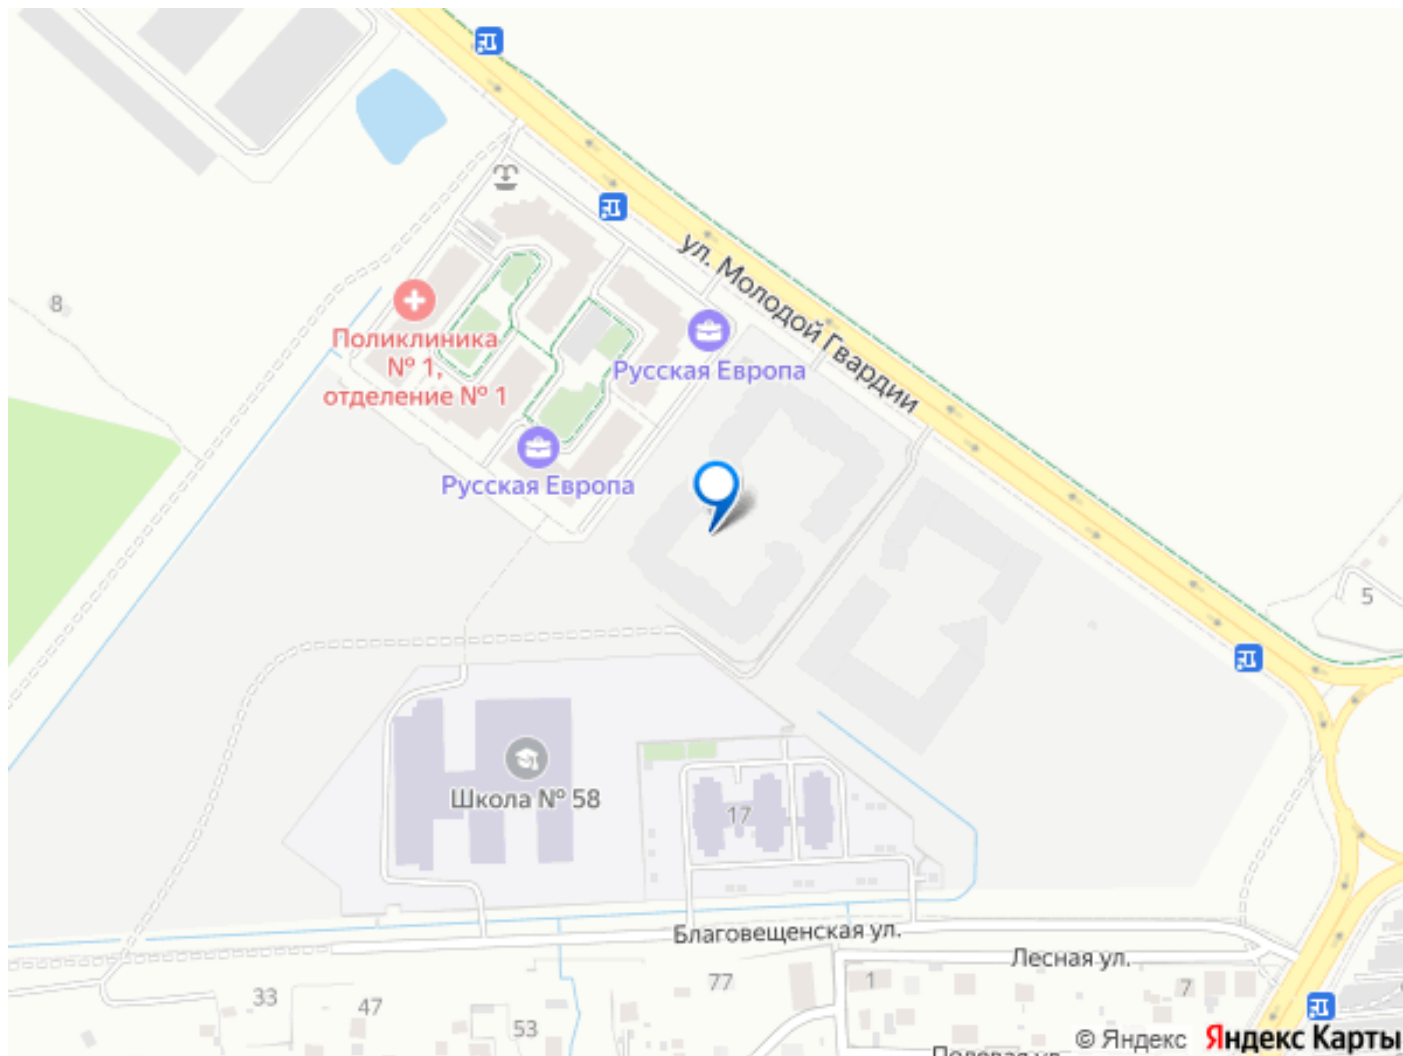 ул. Молодой Гвардии
8
Поликлиника
№ 1,
отделение № 1
Русская Европа
Русская Европа
5
Школа № 58
17
Благовещенская ул.
Лесная ул.
77
1
7
33
47
53
© Яндекс Яндекс Карты